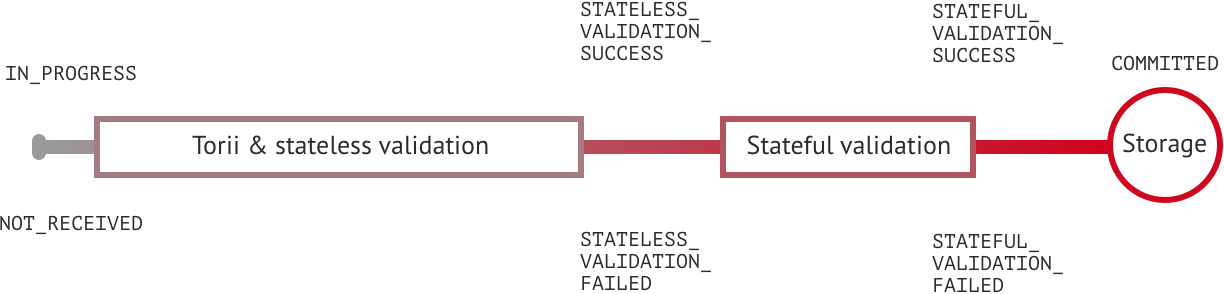 STATELESS_
VALIDATION_
SUCCESS
STATEFUL_
VALIDATION_
SUCCESS
IN_PROGRESS
COMMITTED
Torii & stateless validation
Stateful validation
Storage
NOT_RECEIVED
STATELESS_
VALIDATION_
FAILED
STATEFUL_
VALIDATION_
FAILED